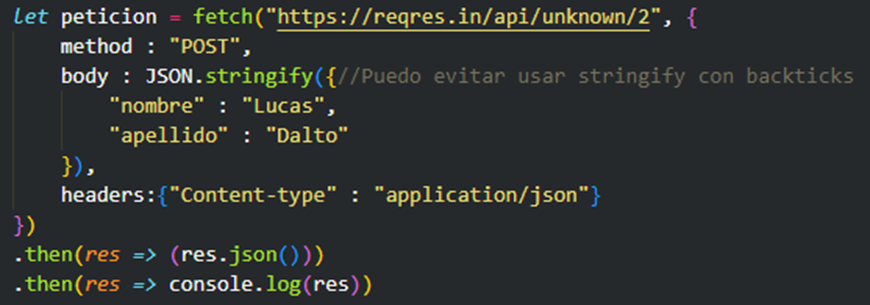 let peticion = fetch("https://reqres.in/api/unknown/2", {
    method : "POST",
    body : JSON.stringify({//Puedo evitar usar stringify con backticks
        "nombre" : "Lucas",
        "apellido" : "Dalto"
    }),
    headers:{"Content-type" : "application/json"}
})
.then(res => (res.json()))
.then(res => console.log(res))